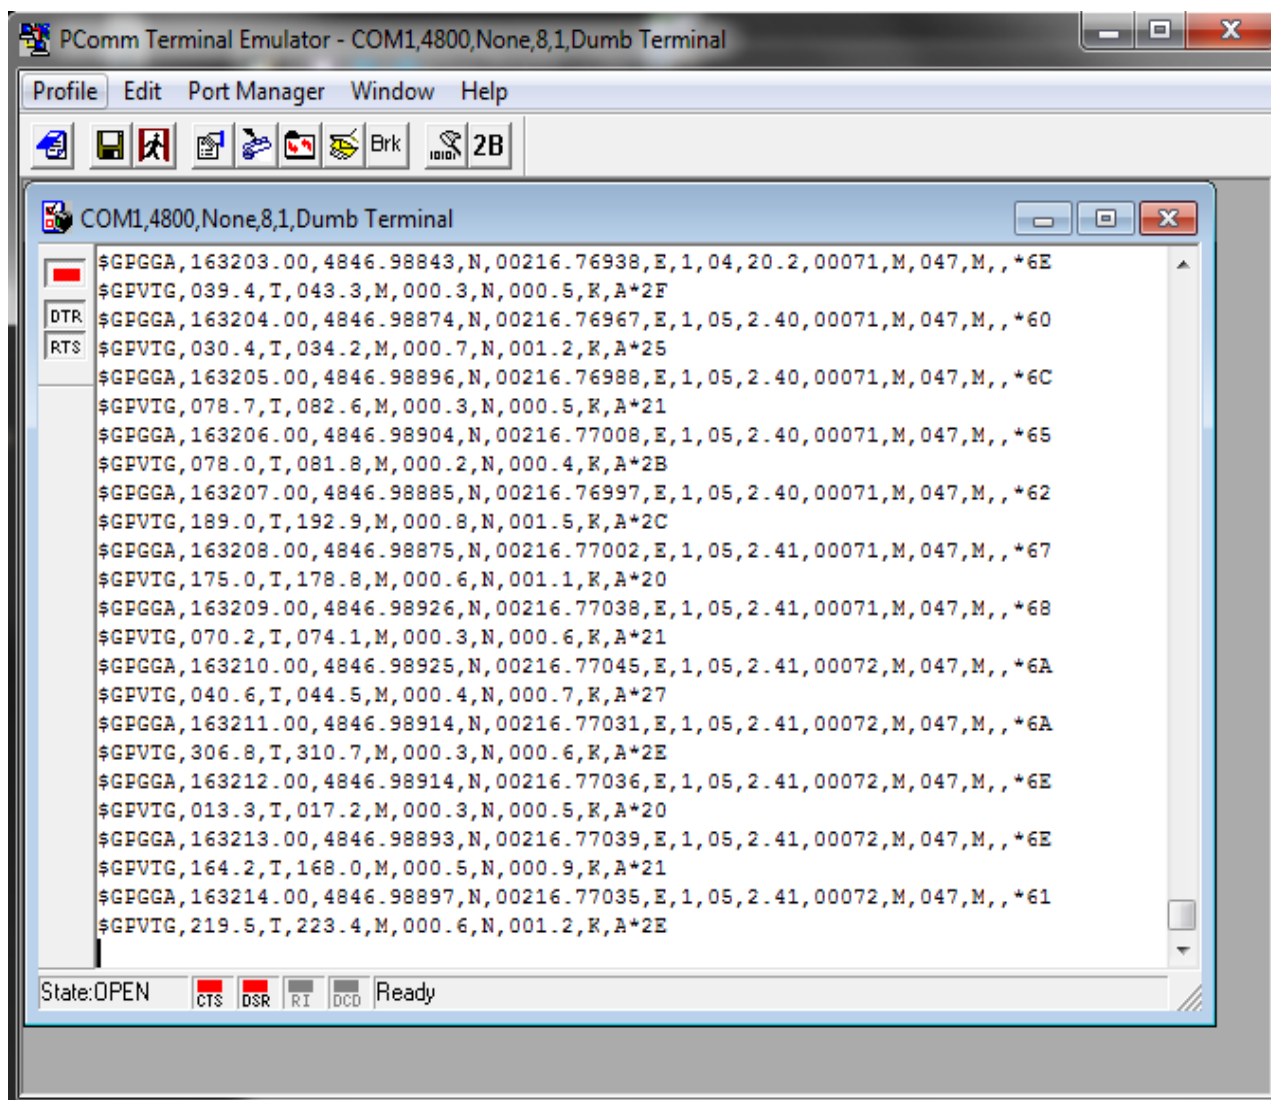 PComm Terminal Emulator - COM1,4800,None,8,1,Dumb Terminal
Profile Edit Port Manager Window Help
Brk 2B
COM1,4800,None,8,1,Dumb Terminal
DTR
RTS
$GPGGA,163203.00,4846.98843,N,00216.76938,E,1,04,20.2,00071,M,047,M,,*6E
$GPVTG,039.4,T,043.3,M,000.3,N,000.5,K,A*2F
$GPGGA,163204.00,4846.98874,N,00216.76967,E,1,05,2.40,00071,M,047,M,,*60
$GPVTG,030.4,T,034.2,M,000.7,N,001.2,K,A*25
$GPGGA,163205.00,4846.98896,N,00216.76988,E,1,05,2.40,00071,M,047,M,,*6C
$GPVTG,078.7,T,082.6,M,000.3,N,000.5,K,A*21
$GPGGA,163206.00,4846.98904,N,00216.77008,E,1,05,2.40,00071,M,047,M,,*65
$GPVTG,078.0,T,081.8,M,000.2,N,000.4,K,A*2B
$GPGGA,163207.00,4846.98885,N,00216.76997,E,1,05,2.40,00071,M,047,M,,*62
$GPVTG,189.0,T,192.9,M,000.8,N,001.5,K,A*2C
$GPGGA,163208.00,4846.98875,N,00216.77002,E,1,05,2.41,00071,M,047,M,,*67
$GPVTG,175.0,T,178.8,M,000.6,N,001.1,K,A*20
$GPGGA,163209.00,4846.98926,N,00216.77038,E,1,05,2.41,00071,M,047,M,,*68
$GPVTG,070.2,T,074.1,M,000.3,N,000.6,K,A*21
$GPGGA,163210.00,4846.98925,N,00216.77045,E,1,05,2.41,00072,M,047,M,,*6A
$GPVTG,040.6,T,044.5,M,000.4,N,000.7,K,A*27
$GPGGA,163211.00,4846.98914,N,00216.77031,E,1,05,2.41,00072,M,047,M,,*6A
$GPVTG,306.8,T,310.7,M,000.3,N,000.6,K,A*2E
$GPGGA,163212.00,4846.98914,N,00216.77036,E,1,05,2.41,00072,M,047,M,,*6E
$GPVTG,013.3,T,017.2,M,000.3,N,000.5,K,A*20
$GPGGA,163213.00,4846.98893,N,00216.77039,E,1,05,2.41,00072,M,047,M,,*6E
$GPVTG,164.2,T,168.0,M,000.5,N,000.9,K,A*21
$GPGGA,163214.00,4846.98897,N,00216.77035,E,1,05,2.41,00072,M,047,M,,*61
$GPVTG,219.5,T,223.4,M,000.6,N,001.2,K,A*2E
State:OPEN CTS DSR RI DCD Ready